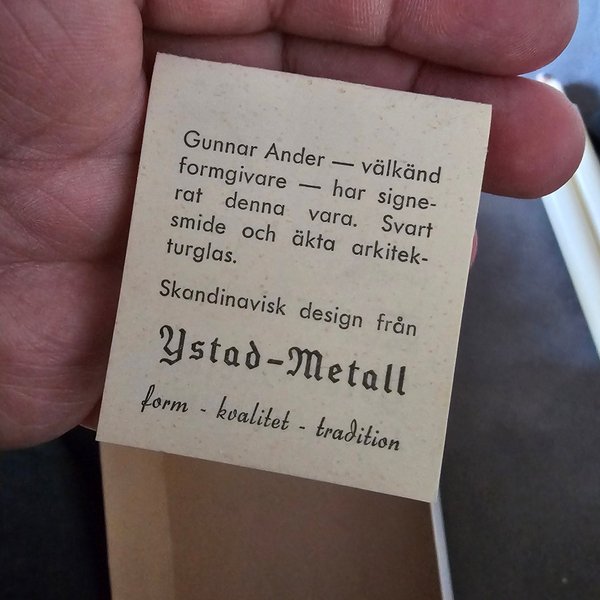 Gunnar Ander — välkänd
formgivare — har signe-
rat denna vara. Svart
smide och äkta arkitek-
turglas.
Skandinavisk design från
Ystad-Metall
form - kvalitet - tradition